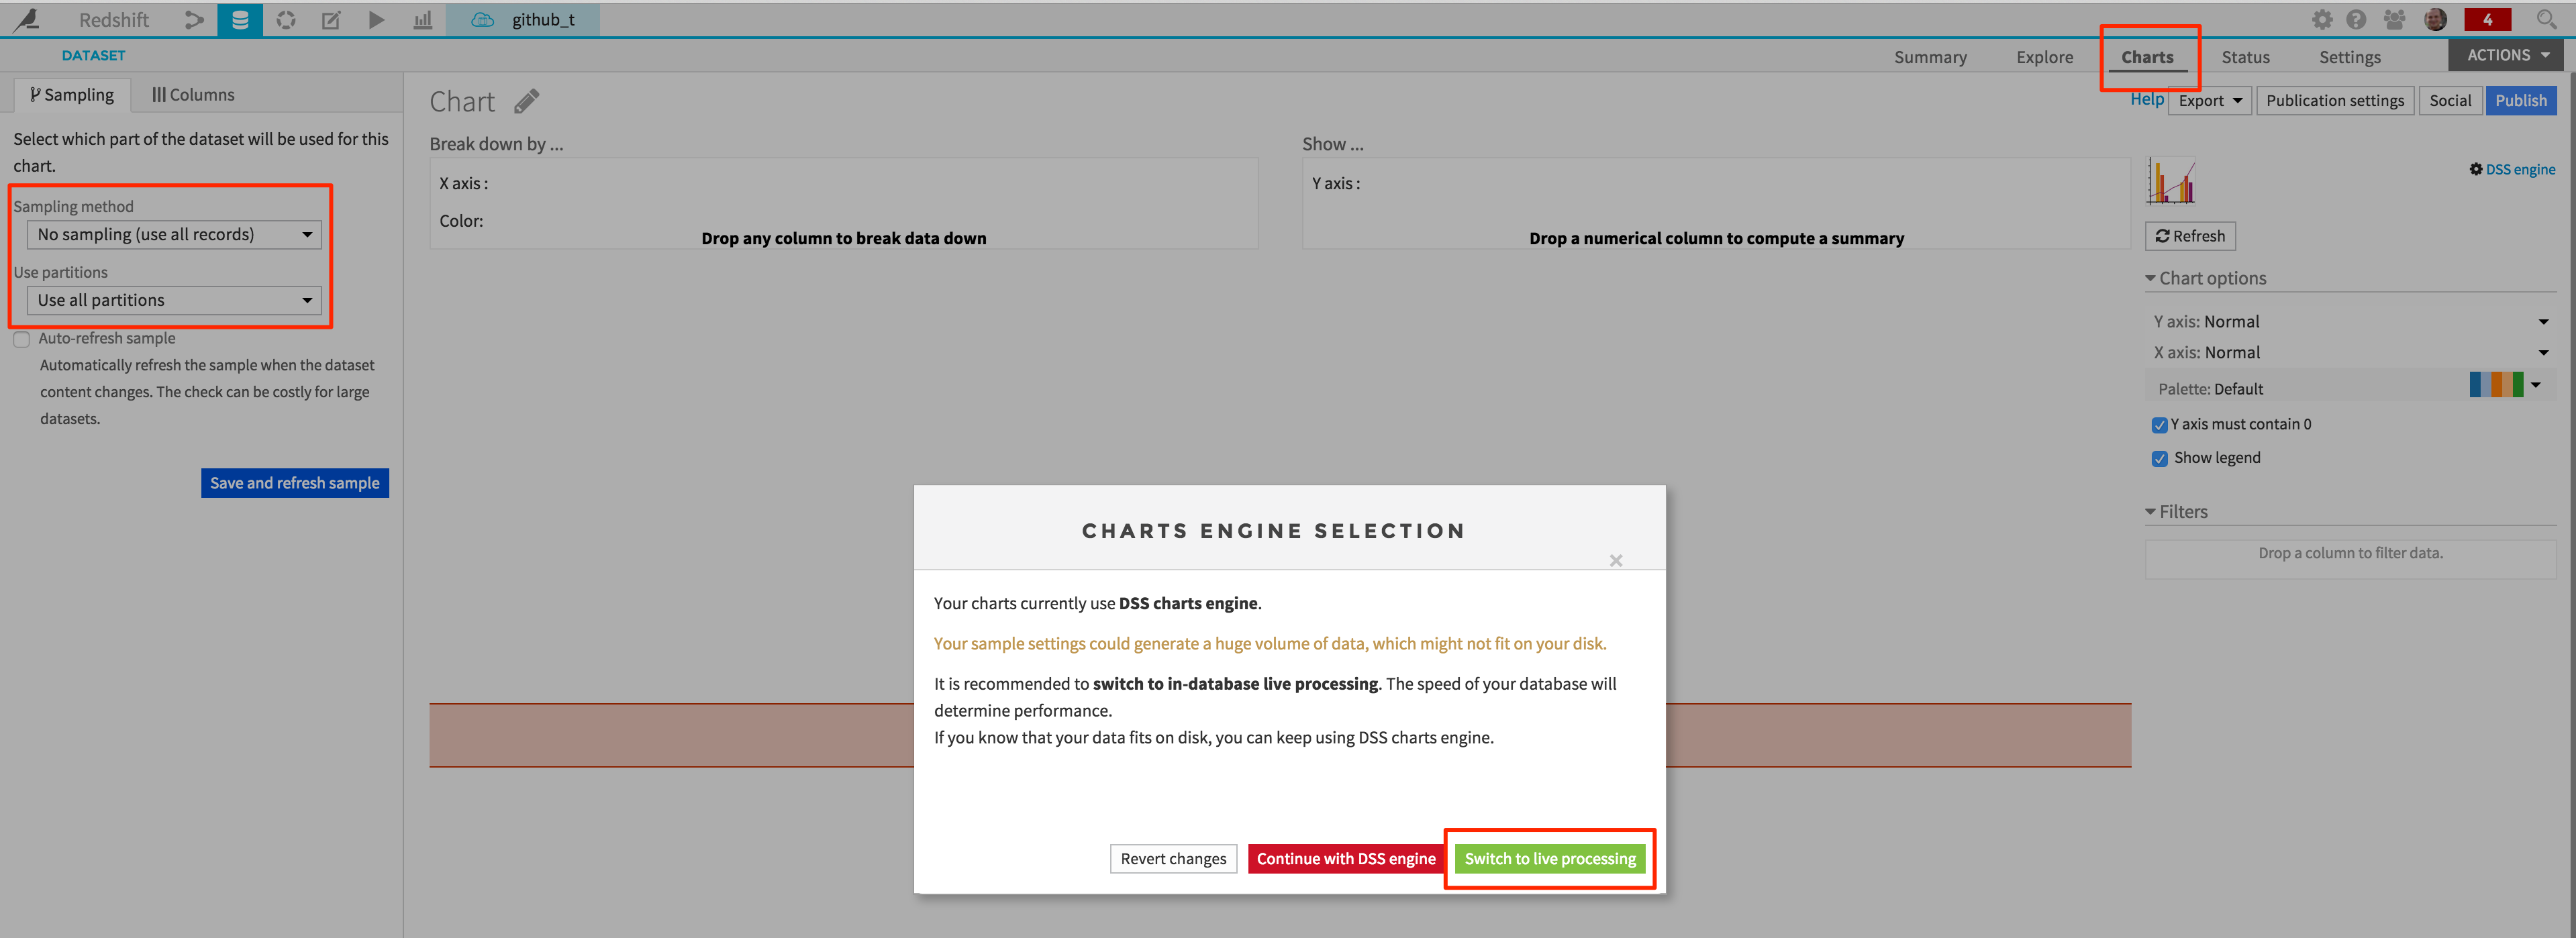 Redshift
github_t
4
DATASET
Summary
Explore
Charts
Status
Settings
ACTIONS
Sampling
Columns
Select which part of the dataset will be used for this
chart.
Sampling method
No sampling (use all records)
Use partitions
Use all partitions
Auto-refresh sample
Automatically refresh the sample when the dataset
content changes. The check can be costly for large
datasets.
Save and refresh sample
Chart
Help
Export
Publication settings
Social
Publish
Break down by ...
X axis :
Color:
Drop any column to break data down
Show ...
Y axis :
Drop a numerical column to compute a summary
DSS engine
Refresh
Chart options
Y axis: Normal
X axis: Normal
Palette: Default
Y axis must contain 0
Show legend
Filters
Drop a column to filter data.
CHARTS ENGINE SELECTION
×
Your charts currently use DSS charts engine.
Your sample settings could generate a huge volume of data, which might not fit on your disk.
It is recommended to switch to in-database live processing. The speed of your database will
determine performance.
If you know that your data fits on disk, you can keep using DSS charts engine.
Revert changes
Continue with DSS engine
Switch to live processing